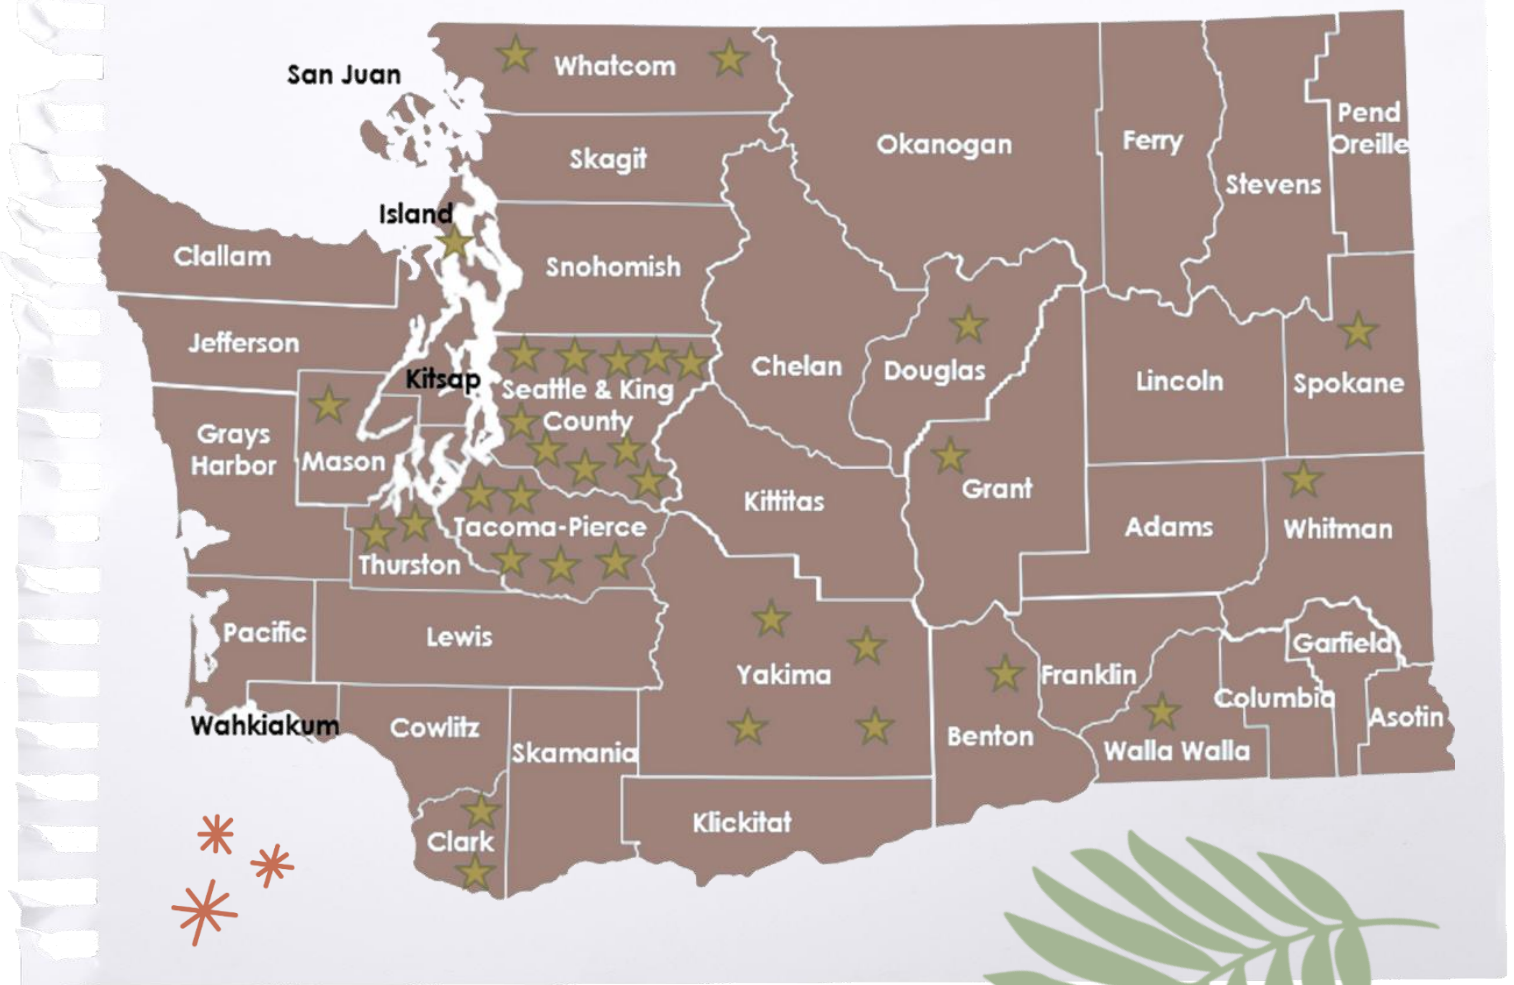 Whatcom
San Juan
Skagit
Okanogan
Ferry
Stevens
Pend
Oreille
Island
Clallam
Snohomish
Jefferson
Kitsap
Seattle & King
County
Chelan
Douglas
Lincoln
Spokane
Grays
Harbor
Mason
Kittitas
Grant
Adams
Whitman
Tacoma-Pierce
Thurston
Pacific
Lewis
Yakima
Benton
Franklin
Walla Walla
Columbia
Garfield
Asotin
Wahkiakum
Cowlitz
Skamania
Clark
Klickitat